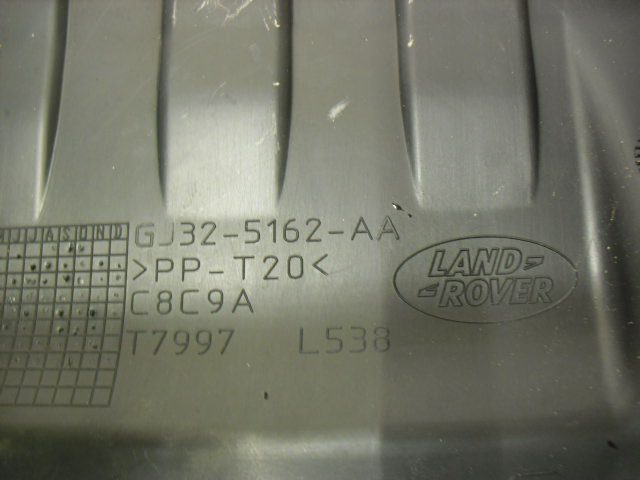 J J A S O N D
GJ32-5162-AA
>PP-T20<
C8C9A
T7997 L538
LAND-
-ROVER